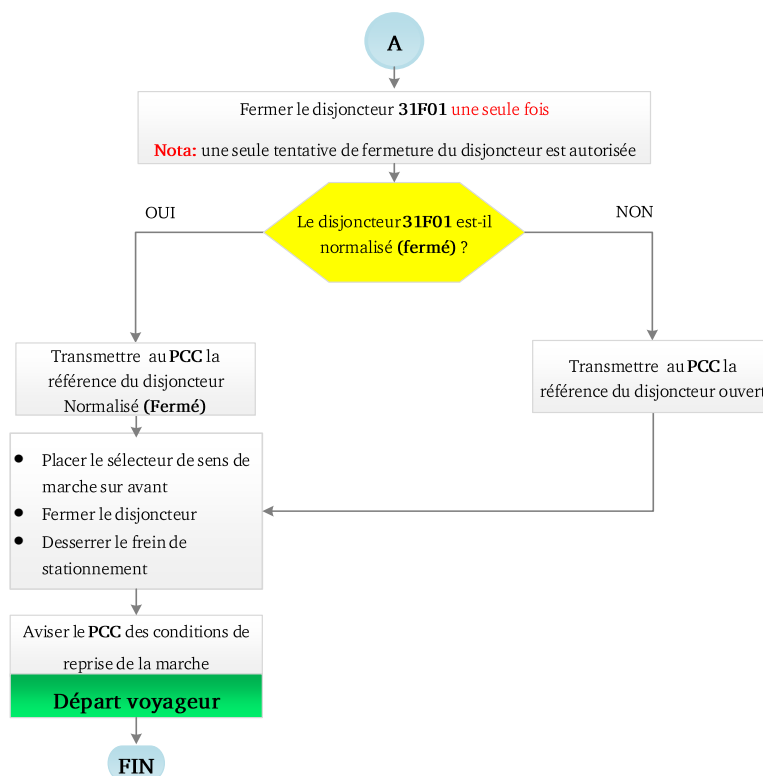 A
Fermer le disjoncteur 31F01 une seule fois
Nota: une seule tentative de fermeture du disjoncteur est autorisée
OUI
NON
Le disjoncteur 31F01 est-il
normalisé (fermé) ?
Transmettre au PCC la
référence du disjoncteur
Normalisé (Fermé)
Transmettre au PCC la
référence du disjoncteur ouvert
• Placer le sélecteur de sens de
marche sur avant
• Fermer le disjoncteur
• Desserrer le frein de
stationnement
Aviser le PCC des conditions de
reprise de la marche
Départ voyageur
FIN